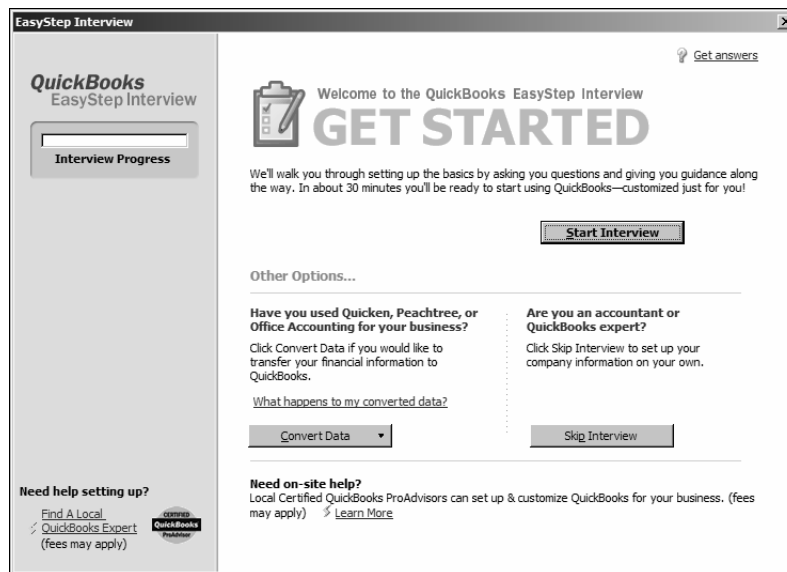 EasyStep Interview
Get answers
QuickBooks
EasyStep Interview
Interview Progress
Welcome to the QuickBooks EasyStep Interview
GET STARTED
We'll walk you through setting up the basics by asking you questions and giving you guidance along
the way. In about 30 minutes you'll be ready to start using QuickBooks—customized just for you!
Start Interview
Other Options...
Have you used Quicken, Peachtree, or
Office Accounting for your business?
Click Convert Data if you would like to
transfer your financial information to
QuickBooks.
What happens to my converted data?
Convert Data
Are you an accountant or
QuickBooks expert?
Click Skip Interview to set up your
company information on your own.
Skip Interview
Need on-site help?
Local Certified QuickBooks ProAdvisors can set up & customize QuickBooks for your business. (fees
may apply) Learn More
Need help setting up?
Find A Local
QuickBooks Expert
(fees may apply)
CERTIFIED
QuickBooks
ProAdvisor